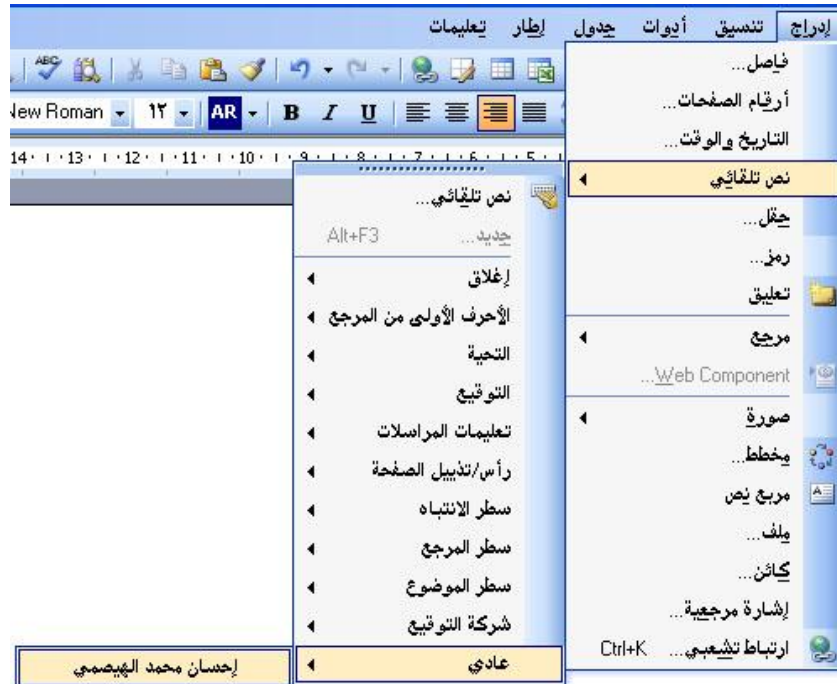 إدراج تنسيق أدوات جدول إطار تعليمات
New Roman ١٢ AR B I U
14 13 12 11 10 9 8 7 6 5
فاصل...
أرقام الصفحات...
التاريخ والوقت...
نص تلقائي
حقل...
رمز...
تعليق
مرجع
Web Component...
صورة
مخطط...
مربع نص
ملف...
كائن...
إشارة مرجعية...
ارتباط تشعبي... Ctrl+K
نص تلقائي...
جديد... Alt+F3
إغلاق
الأحرف الأولى من المرجع
التحية
التوقيع
تعليمات المراسلات
رأس/تذييل الصفحة
سطر الانتباه
سطر المرجع
سطر الموضوع
شركة التوقيع
عادي
إحسان محمد الهيصمي